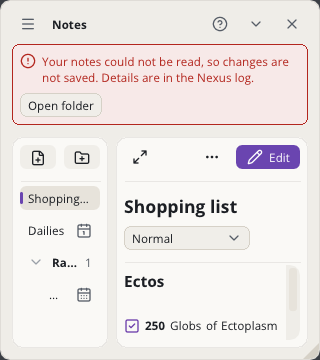 Notes
Your notes could not be read, so changes are
not saved. Details are in the Nexus log.
Open folder
Edit
Shopping...
Dailies
Ra... 1
...
Shopping list
Normal
Ectos
250 Globs of Ectoplasm